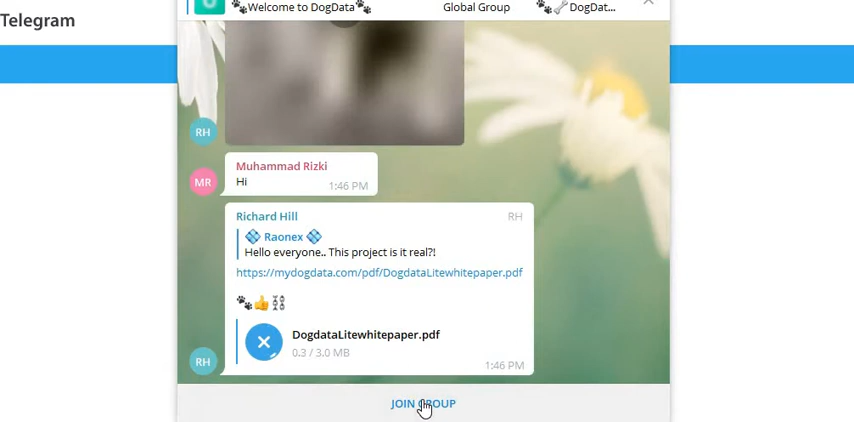 Telegram
🐾Welcome to DogData🐾 Global Group 🐾🦴DogDat...
RH
Muhammad Rizki
MR
Hi
1:46 PM
Richard Hill RH
💠 Raonex 💠
Hello everyone.. This project is it real?!
https://mydogdata.com/pdf/DogdataLitewhitepaper.pdf
🐾👍⛓
DogdataLitewhitepaper.pdf
0.3 / 3.0 MB
RH
1:46 PM
JOIN GROUP